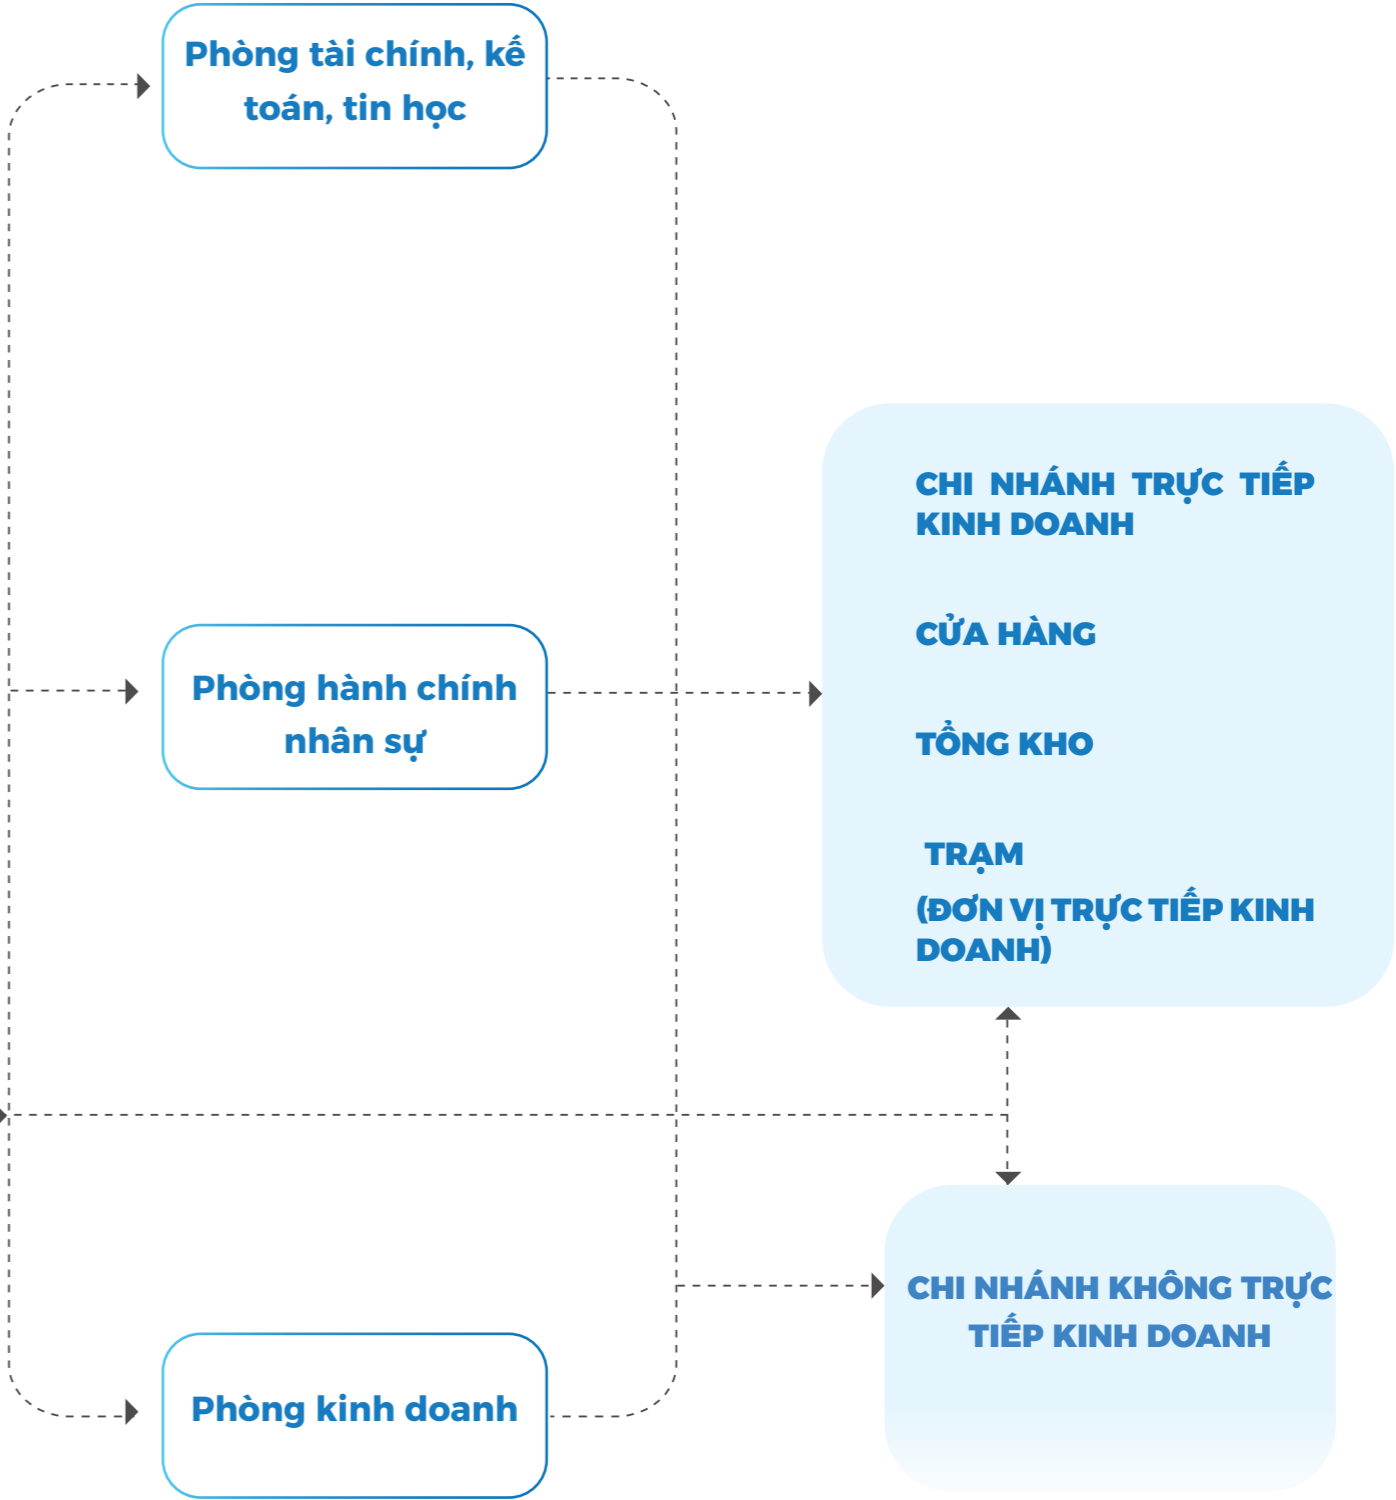 Phòng tài chính, kế
toán, tin học
Phòng hành chính
nhân sự
Phòng kinh doanh
CHI NHÁNH TRỰC TIẾP
KINH DOANH
CỬA HÀNG
TỔNG KHO
TRẠM
(ĐƠN VỊ TRỰC TIẾP KINH
DOANH)
CHI NHÁNH KHÔNG TRỰC
TIẾP KINH DOANH